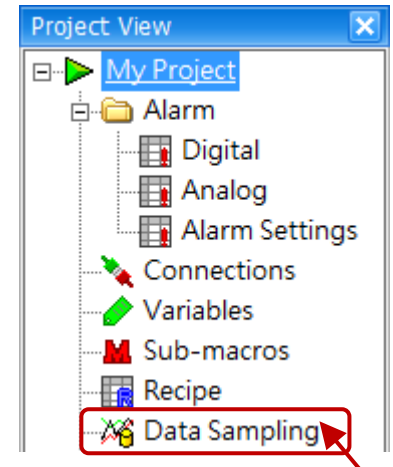 Project View
My Project
Alarm
Digital
Analog
Alarm Settings
Connections
Variables
Sub-macros
Recipe
Data Sampling